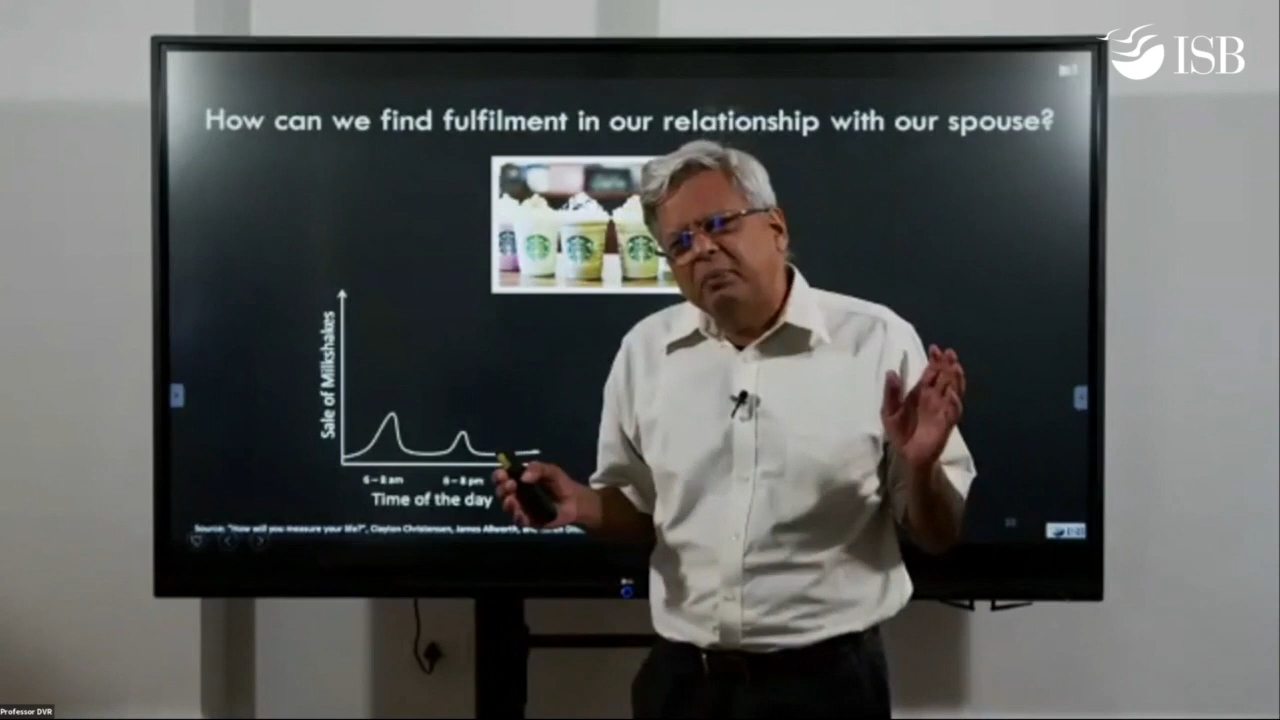 ISB
How can we find fulfilment in our relationship with our spouse?
Sale of Milkshakes
6 – 8 am
6 – 8 pm
Time of the day
Source: "How will you measure your life?", Clayton Christensen, James Allworth, and
Professor DVR